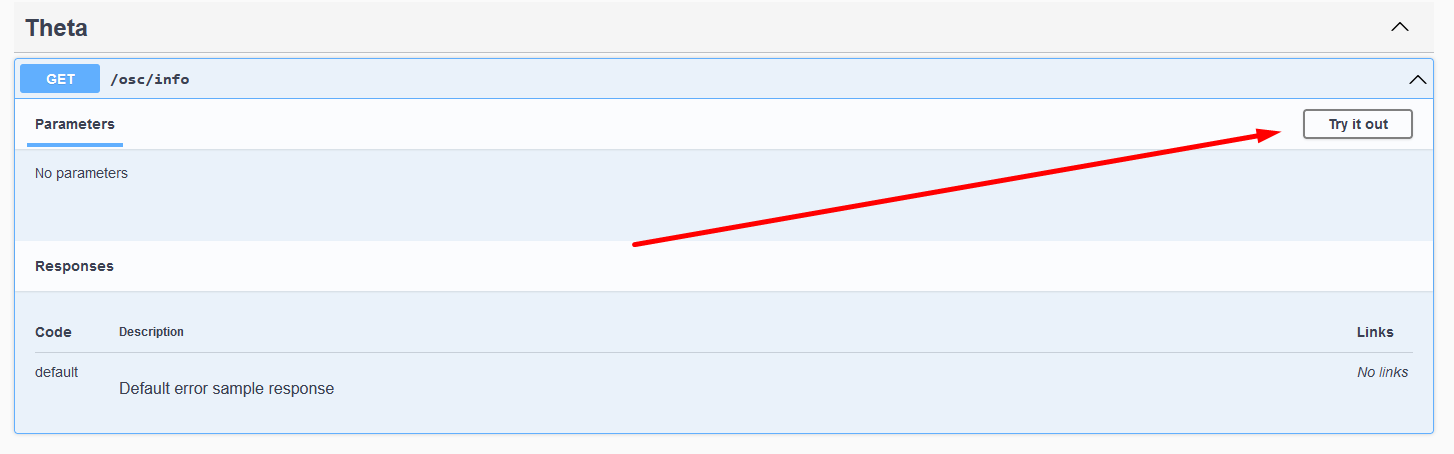 Theta
GET /osc/info
Parameters
Try it out
No parameters
Responses
Code Description Links
default Default error sample response No links